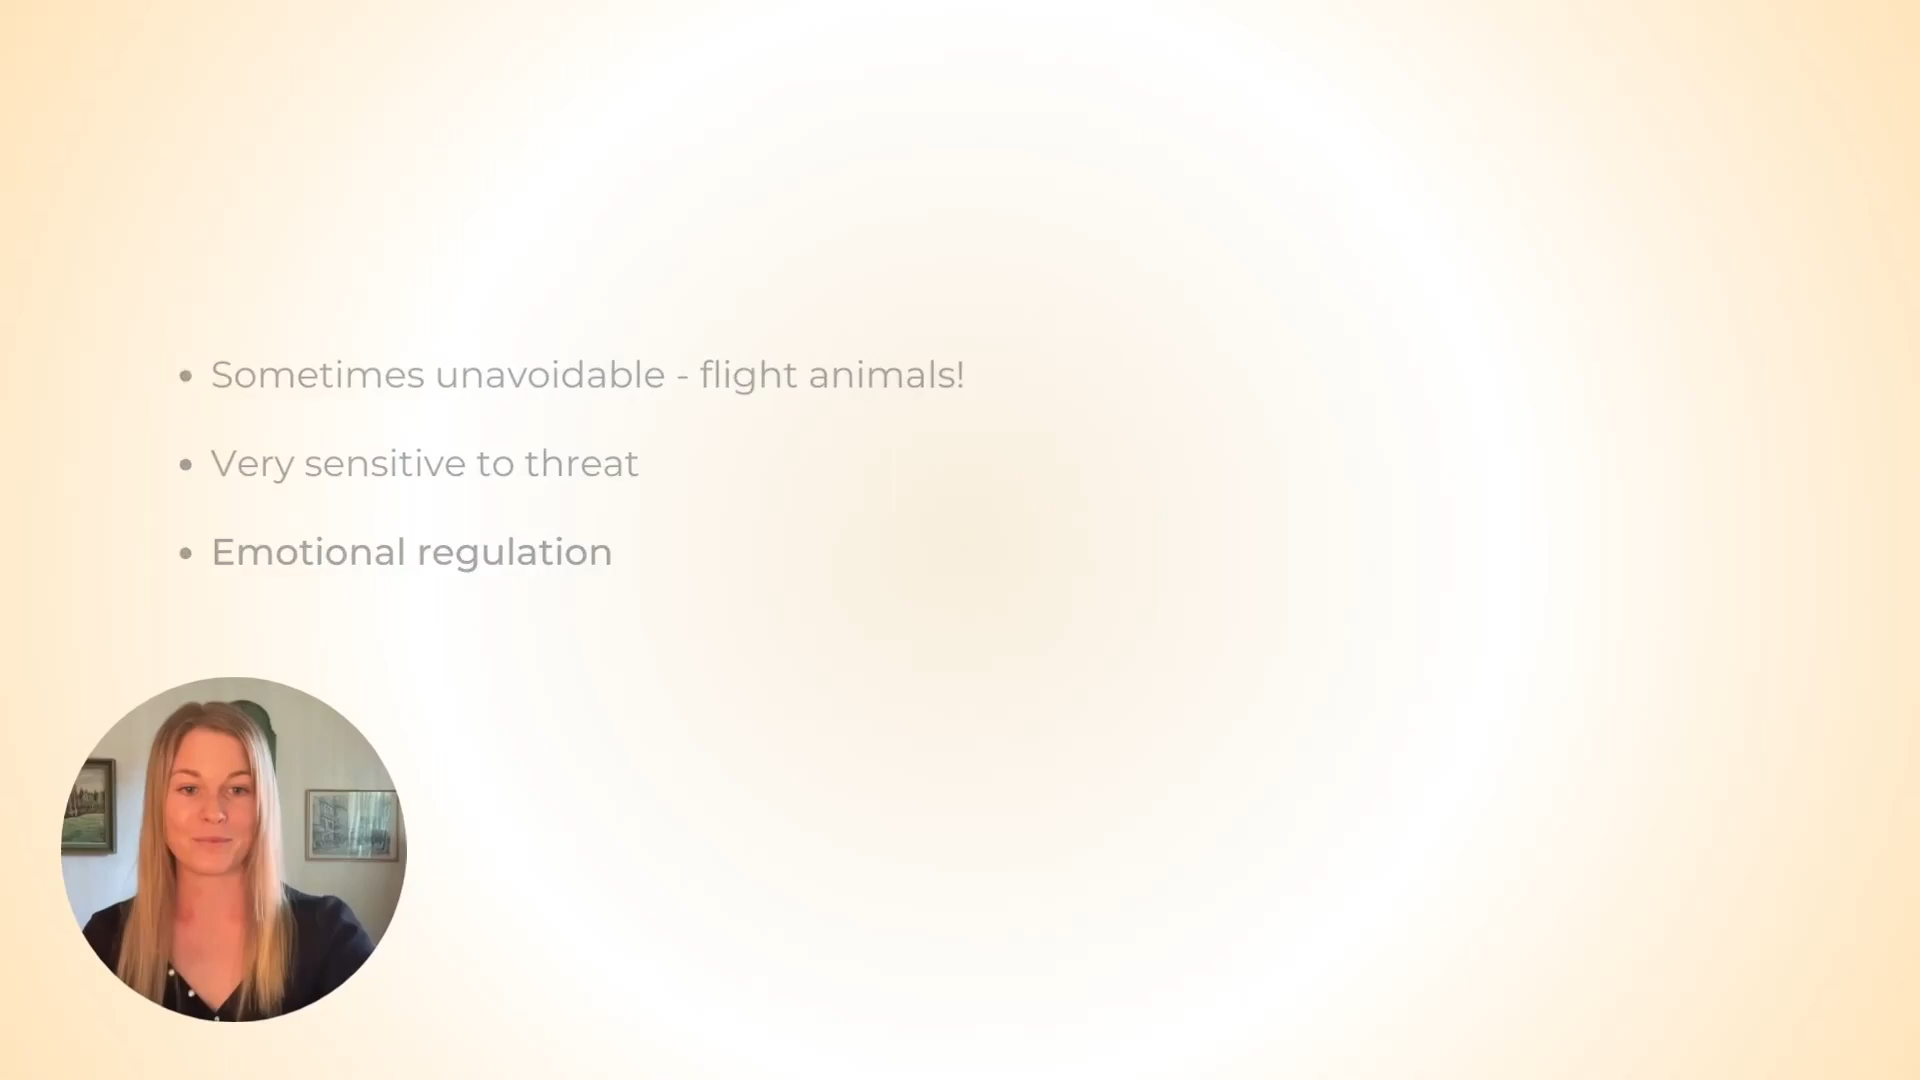 • Sometimes unavoidable - flight animals!
• Very sensitive to threat
• Emotional regulation